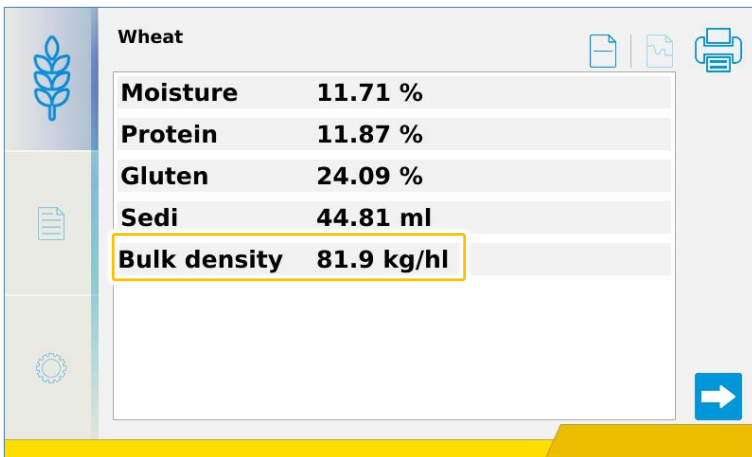 Wheat
Moisture 11.71 %
Protein 11.87 %
Gluten 24.09 %
Sedi 44.81 ml
Bulk density 81.9 kg/hl